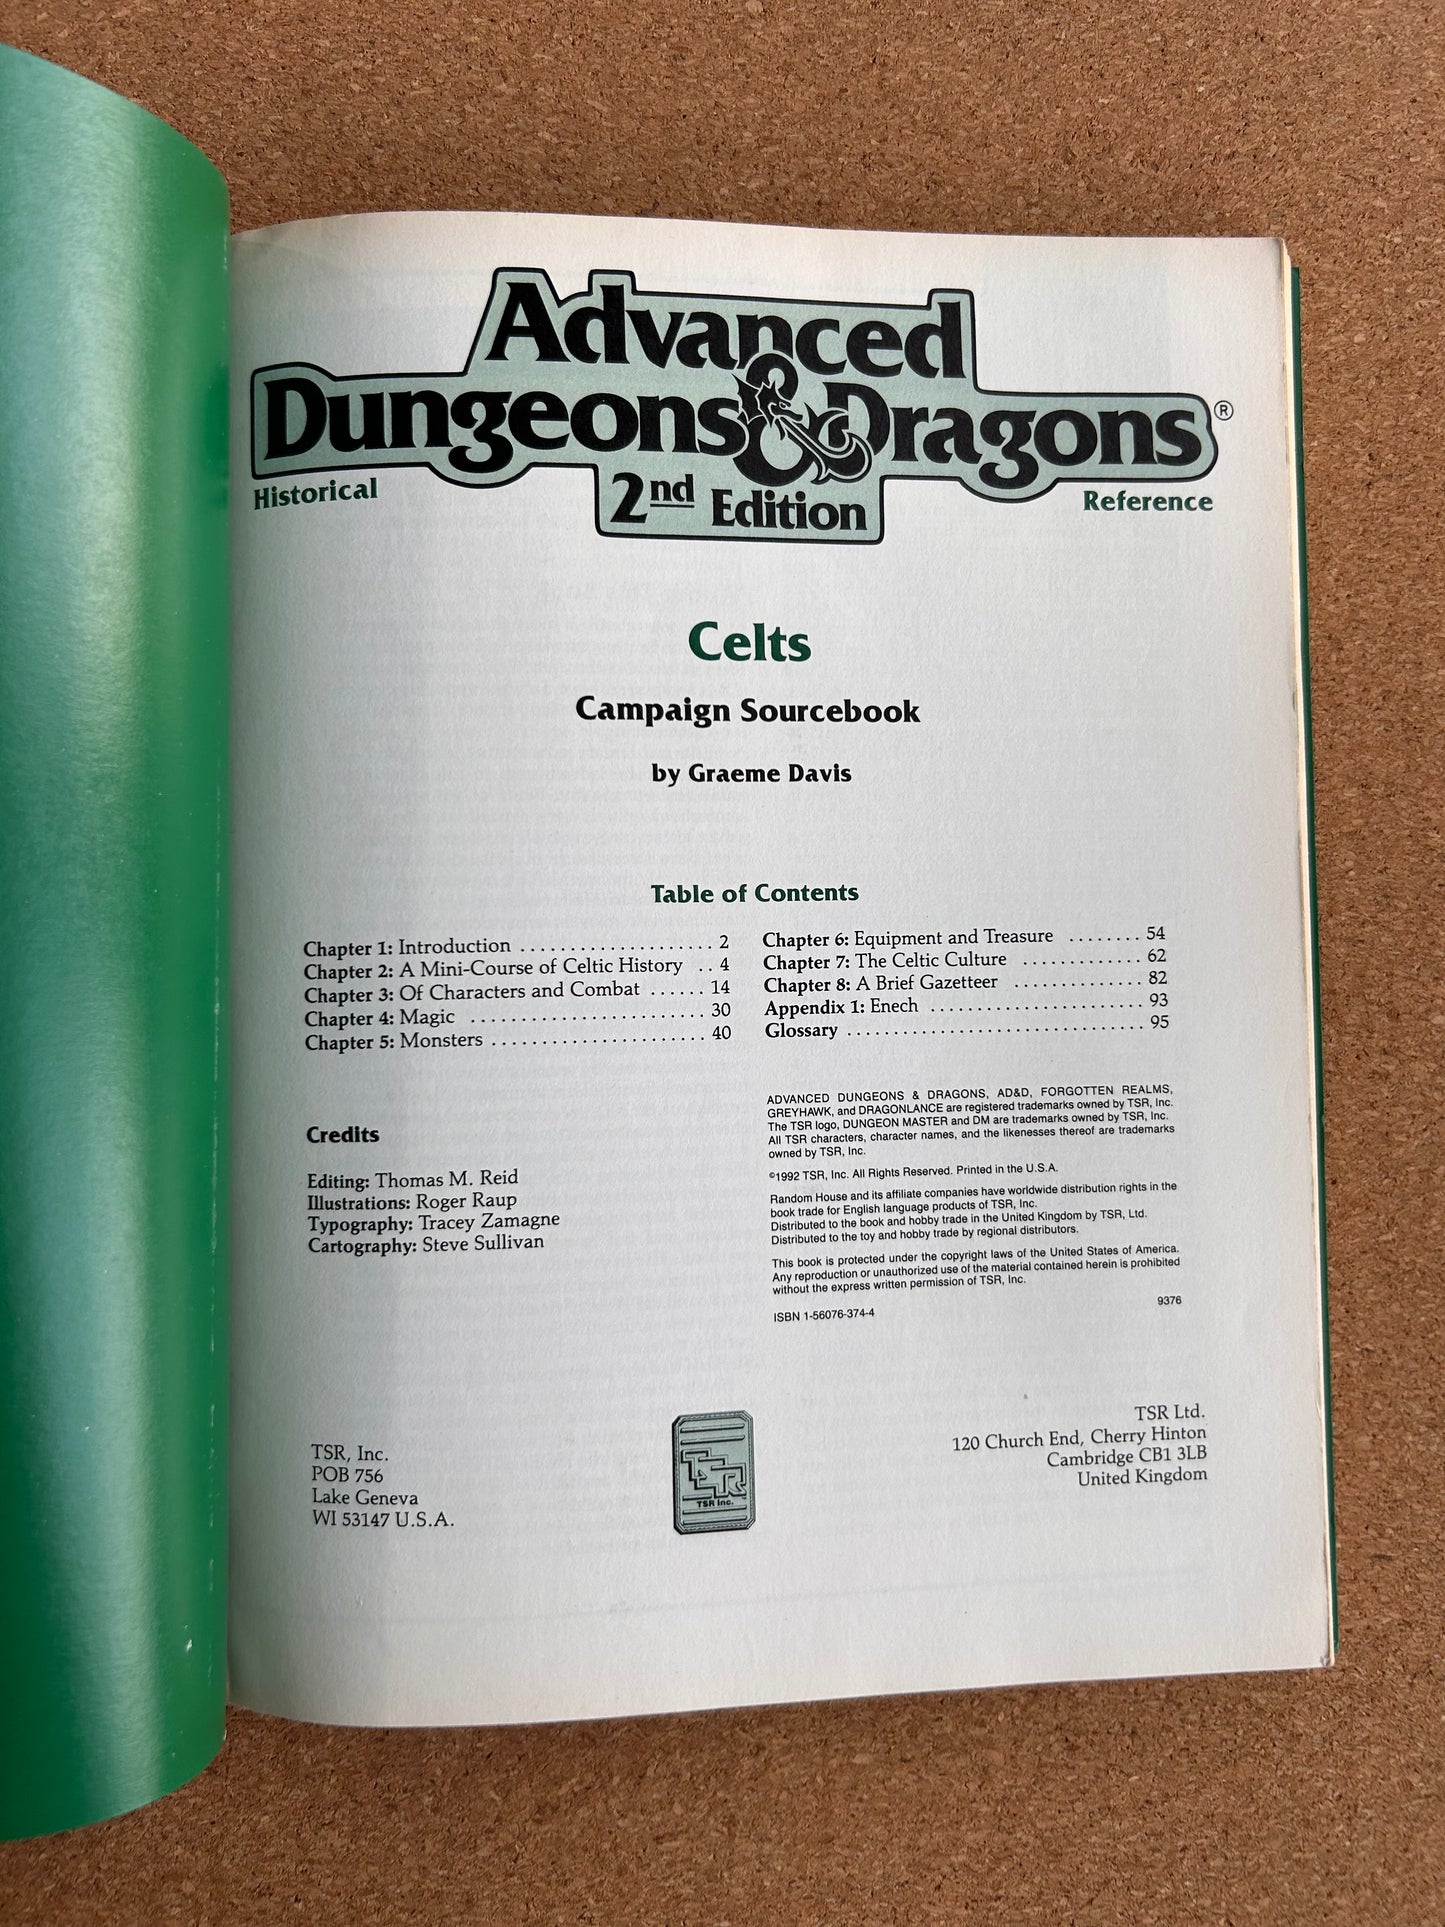 Advanced
Dungeons & Dragons®
2nd Edition
Historical
Reference
Celts
Campaign Sourcebook
by Graeme Davis
Table of Contents
Chapter 1: Introduction . . . . . . . . . . . . . . . . . . . . 2
Chapter 2: A Mini-Course of Celtic History . . 4
Chapter 3: Of Characters and Combat . . . . . . 14
Chapter 4: Magic . . . . . . . . . . . . . . . . . . . . . . . . 30
Chapter 5: Monsters . . . . . . . . . . . . . . . . . . . . . . 40
Chapter 6: Equipment and Treasure . . . . . . . . 54
Chapter 7: The Celtic Culture . . . . . . . . . . . . . 62
Chapter 8: A Brief Gazetteer . . . . . . . . . . . . . . 82
Appendix 1: Enech . . . . . . . . . . . . . . . . . . . . . . 93
Glossary . . . . . . . . . . . . . . . . . . . . . . . . . . . . . . . 95
Credits
Editing: Thomas M. Reid
Illustrations: Roger Raup
Typography: Tracey Zamagne
Cartography: Steve Sullivan
ADVANCED DUNGEONS & DRAGONS, AD&D, FORGOTTEN REALMS,
GREYHAWK, and DRAGONLANCE are registered trademarks owned by TSR, Inc.
The TSR logo, DUNGEON MASTER and DM are trademarks owned by TSR, Inc.
All TSR characters, character names, and the likenesses thereof are trademarks
owned by TSR, Inc.
©1992 TSR, Inc. All Rights Reserved. Printed in the U.S.A.
Random House and its affiliate companies have worldwide distribution rights in the
book trade for English language products of TSR, Inc.
Distributed to the book and hobby trade in the United Kingdom by TSR, Ltd.
Distributed to the toy and hobby trade by regional distributors.
This book is protected under the copyright laws of the United States of America.
Any reproduction or unauthorized use of the material contained herein is prohibited
without the express written permission of TSR, Inc.
ISBN 1-56076-374-4
9376
TSR, Inc.
POB 756
Lake Geneva
WI 53147 U.S.A.
TSR
TSR Inc.™
TSR Ltd.
120 Church End, Cherry Hinton
Cambridge CB1 3LB
United Kingdom